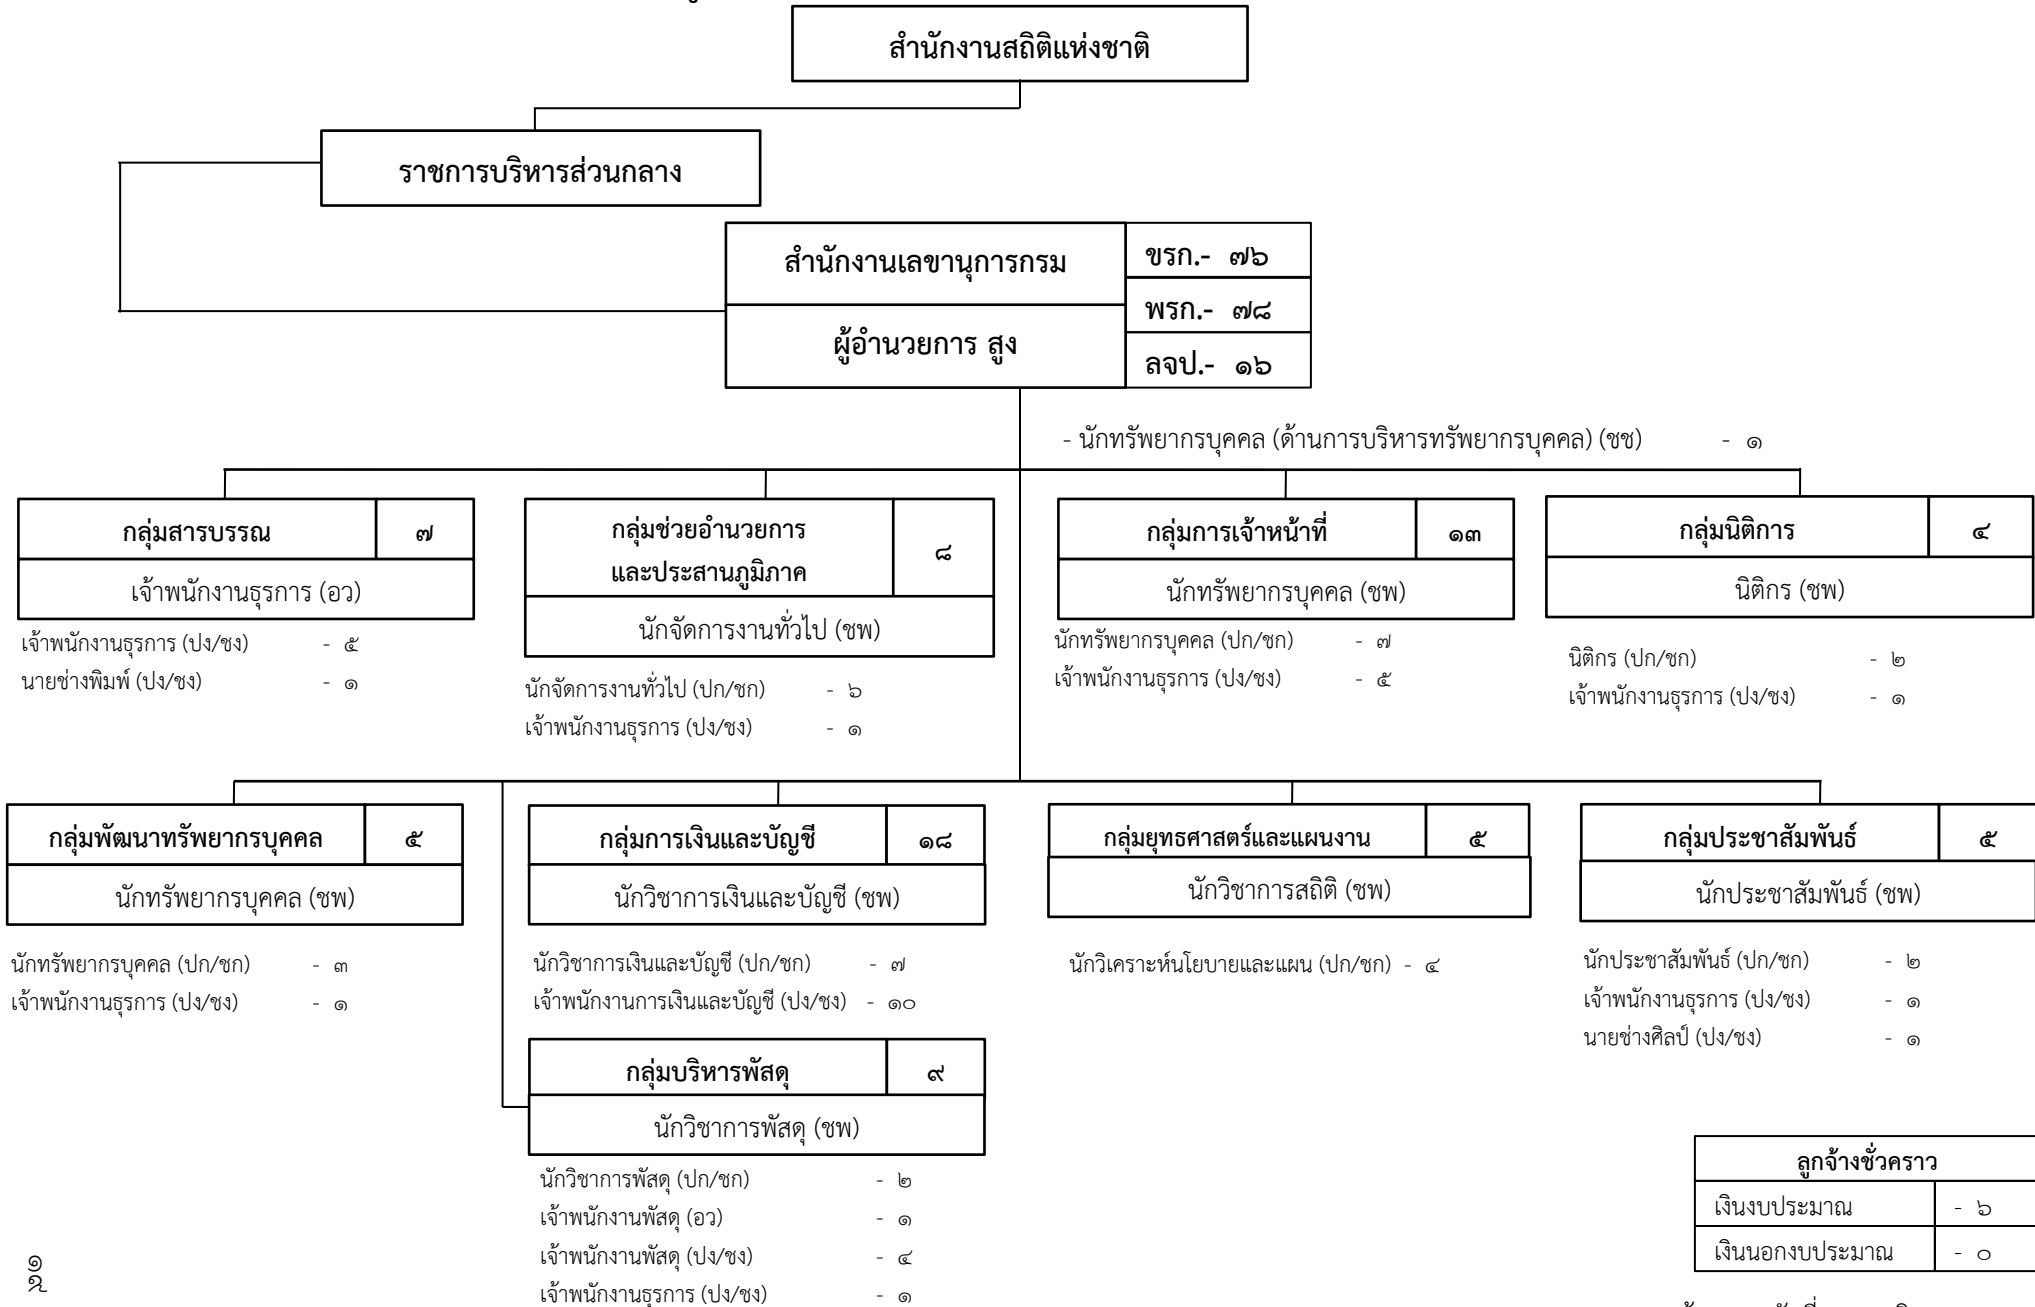 สำนักงานสถิติแห่งชาติ
ราชการบริหารส่วนกลาง
สำนักงานเลขานุการกรม
ขรก.- ๗๖
พรก.- ๗๘
ผู้อำนวยการ สูง
ลจป.- ๑๖
- นักทรัพยากรบุคคล (ด้านการบริหารทรัพยากรบุคคล) (ชช) - ๑
กลุ่มสารบรรณ ๗
เจ้าพนักงานธุรการ (อว)
เจ้าพนักงานธุรการ (ปง/ชง) - ๕
นายช่างพิมพ์ (ปง/ชง) - ๑
กลุ่มช่วยอำนวยการ
และประสานภูมิภาค
๘
นักจัดการงานทั่วไป (ชพ)
นักจัดการงานทั่วไป (ปก/ชก) - ๖
เจ้าพนักงานธุรการ (ปง/ชง) - ๑
กลุ่มการเจ้าหน้าที่ ๑๓
นักทรัพยากรบุคคล (ชพ)
นักทรัพยากรบุคคล (ปก/ชก) - ๗
เจ้าพนักงานธุรการ (ปง/ชง) - ๕
กลุ่มนิติการ ๔
นิติกร (ชพ)
นิติกร (ปก/ชก) - ๒
เจ้าพนักงานธุรการ (ปง/ชง) - ๑
กลุ่มพัฒนาทรัพยากรบุคคล ๕
นักทรัพยากรบุคคล (ชพ)
นักทรัพยากรบุคคล (ปก/ชก) - ๓
เจ้าพนักงานธุรการ (ปง/ชง) - ๑
กลุ่มการเงินและบัญชี ๑๘
นักวิชาการเงินและบัญชี (ชพ)
นักวิชาการเงินและบัญชี (ปก/ชก) - ๗
เจ้าพนักงานการเงินและบัญชี (ปง/ชง) - ๑๐
กลุ่มยุทธศาสตร์และแผนงาน ๕
นักวิชาการสถิติ (ชพ)
นักวิเคราะห์นโยบายและแผน (ปก/ชก) - ๔
กลุ่มประชาสัมพันธ์ ๕
นักประชาสัมพันธ์ (ชพ)
นักประชาสัมพันธ์ (ปก/ชก) - ๒
เจ้าพนักงานธุรการ (ปง/ชง) - ๑
นายช่างศิลป์ (ปง/ชง) - ๑
กลุ่มบริหารพัสดุ ๙
นักวิชาการพัสดุ (ชพ)
นักวิชาการพัสดุ (ปก/ชก) - ๒
เจ้าพนักงานพัสดุ (อว) - ๑
เจ้าพนักงานพัสดุ (ปง/ชง) - ๔
เจ้าพนักงานธุรการ (ปง/ชง) - ๑
ลูกจ้างชั่วคราว
เงินงบประมาณ - ๖
เงินนอกงบประมาณ - ๐